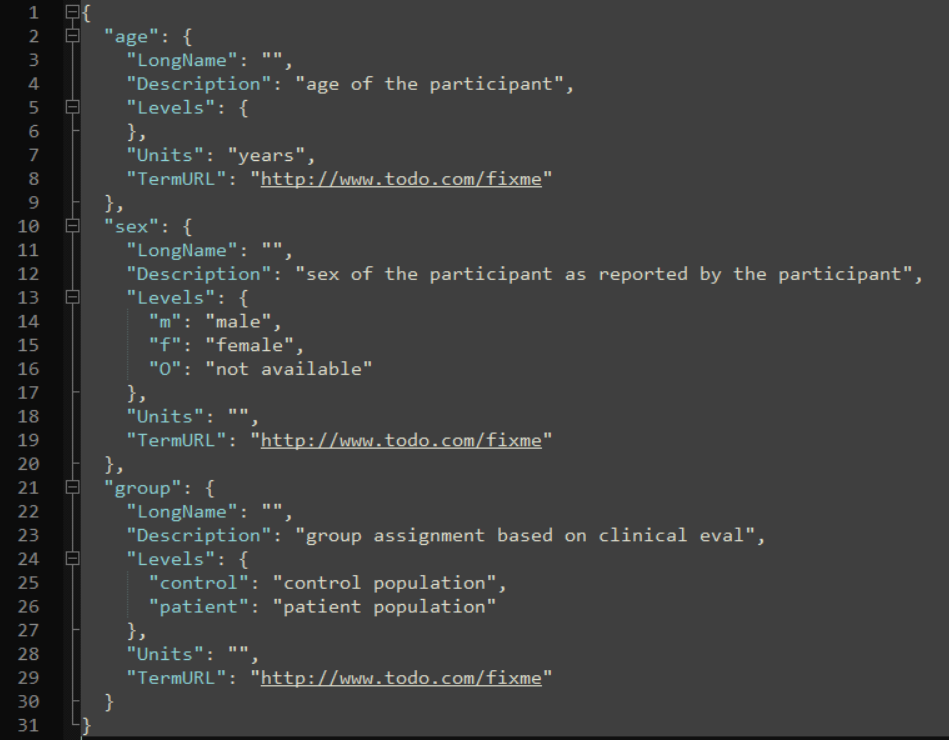 1 {
2 "age": {
3 "LongName": "",
4 "Description": "age of the participant",
5 "Levels": {
6 },
7 "Units": "years",
8 "TermURL": "http://www.todo.com/fixme"
9 },
10 "sex": {
11 "LongName": "",
12 "Description": "sex of the participant as reported by the participant",
13 "Levels": {
14 "m": "male",
15 "f": "female",
16 "O": "not available"
17 },
18 "Units": "",
19 "TermURL": "http://www.todo.com/fixme"
20 },
21 "group": {
22 "LongName": "",
23 "Description": "group assignment based on clinical eval",
24 "Levels": {
25 "control": "control population",
26 "patient": "patient population"
27 },
28 "Units": "",
29 "TermURL": "http://www.todo.com/fixme"
30 }
31 }